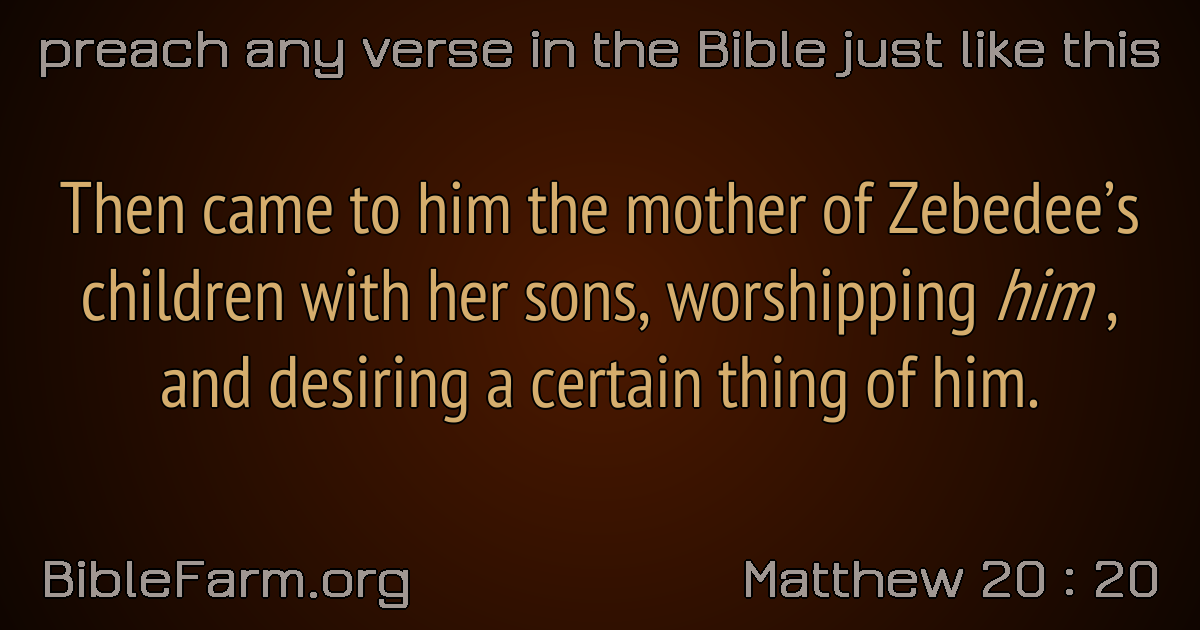 preach any verse in the Bible just like this
Then came to him the mother of Zebedee’s
children with her sons, worshipping him ,
and desiring a certain thing of him.
BibleFarm.org
Matthew 20 : 20